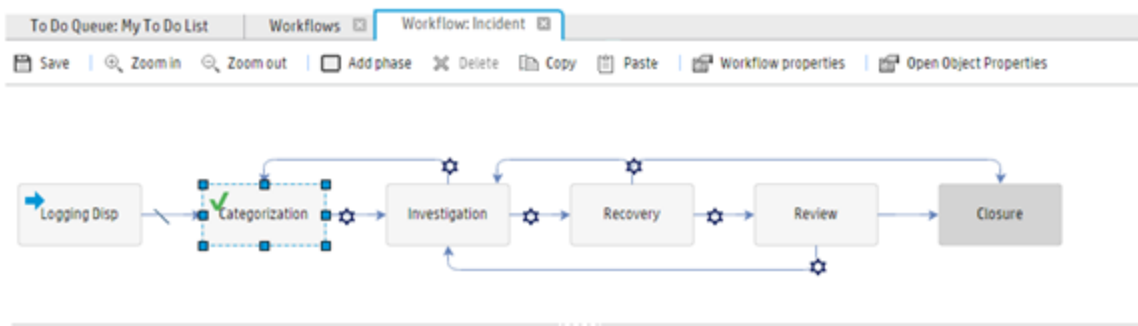 To Do Queue: My To Do List Workflows Workflow: Incident
Save Zoom in Zoom out Add phase Delete Copy Paste Workflow properties Open Object Properties
Logging Disp Categorization Investigation Recovery Review Closure